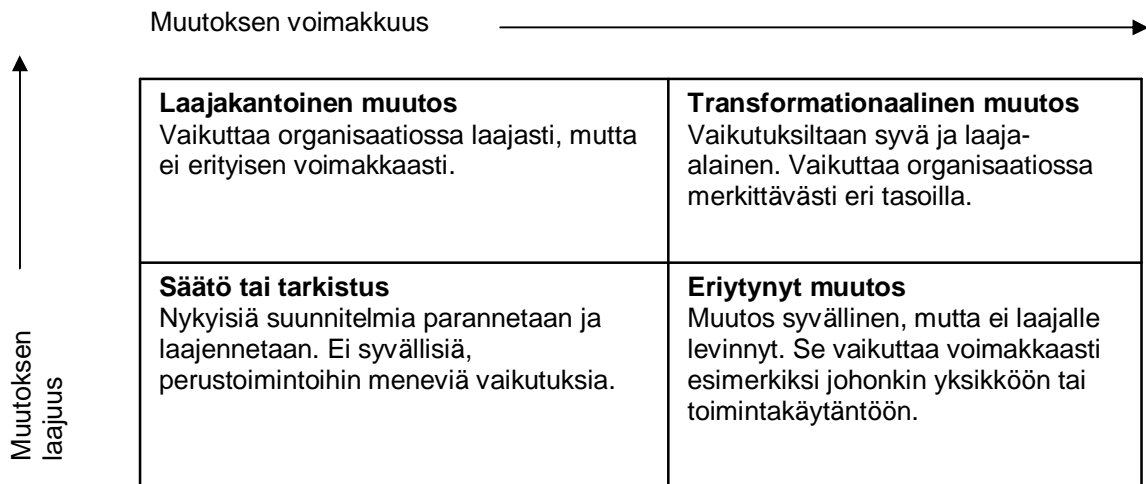 Muutoksen voimakkuus
Laajakantoinen muutos
Vaikuttaa organisaatiossa laajasti, mutta
ei erityisen voimakkaasti.
Transformationaalinen muutos
Vaikutuksiltaan syvä ja laaja-
alainen. Vaikuttaa organisaatiossa
merkittävästi eri tasoilla.
Säätö tai tarkistus
Nykyisiä suunnitelmia parannetaan ja
laajennetaan. Ei syvällisiä,
perustoimintoihin meneviä vaikutuksia.
Eriytynyt muutos
Muutos syvällinen, mutta ei laajalle
levinnyt. Se vaikuttaa voimakkaasti
esimerkiksi johonkin yksikköön tai
toimintakäytäntöön.
Muutoksen
laajuus